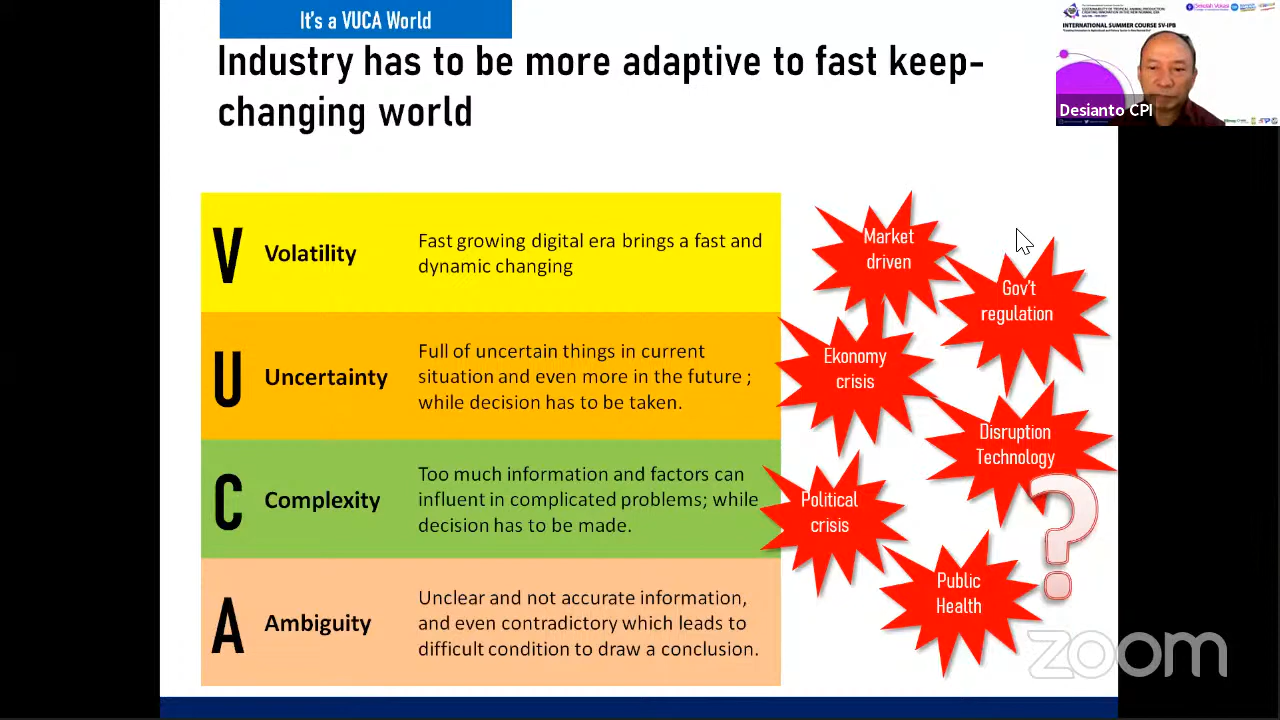 It's a VUCA World
Industry has to be more adaptive to fast keep-
changing world
INTERNATIONAL SUMMER COURSE SV-IPB
Desianto CPI
V
Volatility
Fast growing digital era brings a fast and
dynamic changing
U
Uncertainty
Full of uncertain things in current
situation and even more in the future ;
while decision has to be taken.
C
Complexity
Too much information and factors can
influent in complicated problems; while
decision has to be made.
A
Ambiguity
Unclear and not accurate information,
and even contradictory which leads to
difficult condition to draw a conclusion.
Market
driven
Gov't
regulation
Ekonomy
crisis
Disruption
Technology
Political
crisis
Public
Health
?
zoom